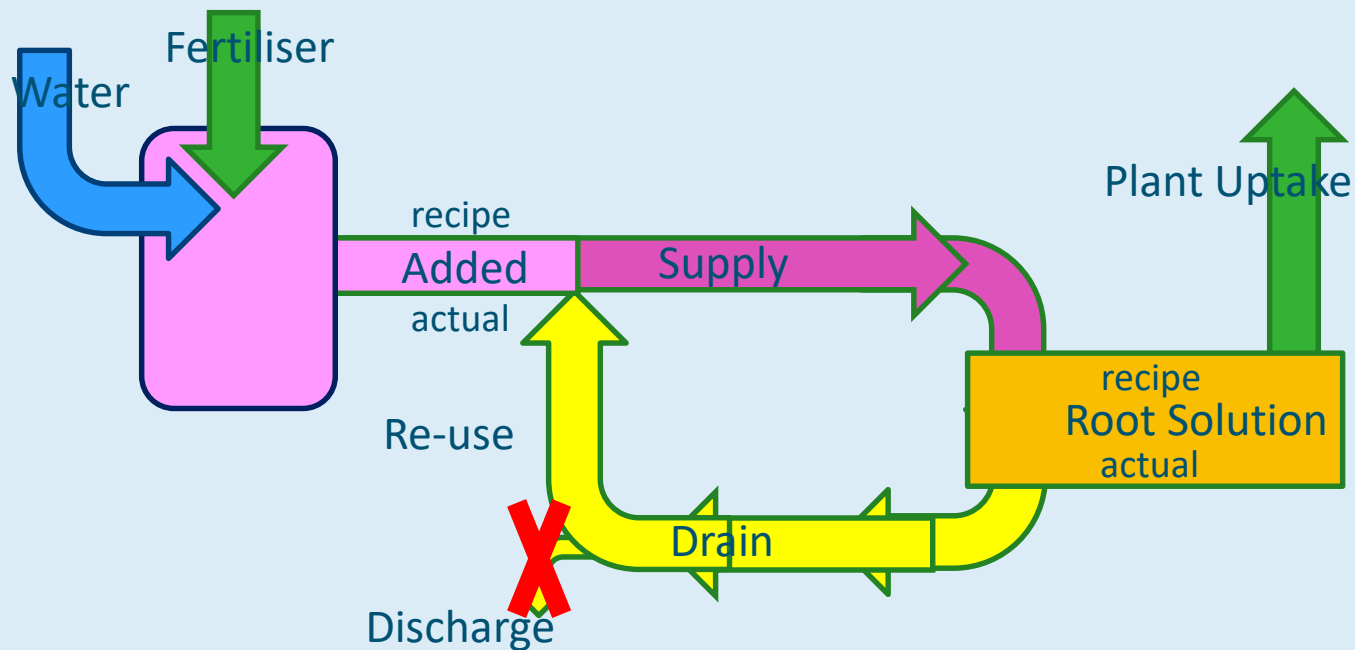 Fertiliser
Water
Plant Uptake
recipe
Added
Supply
actual
recipe
Root Solution
actual
Re-use
Drain
Discharge